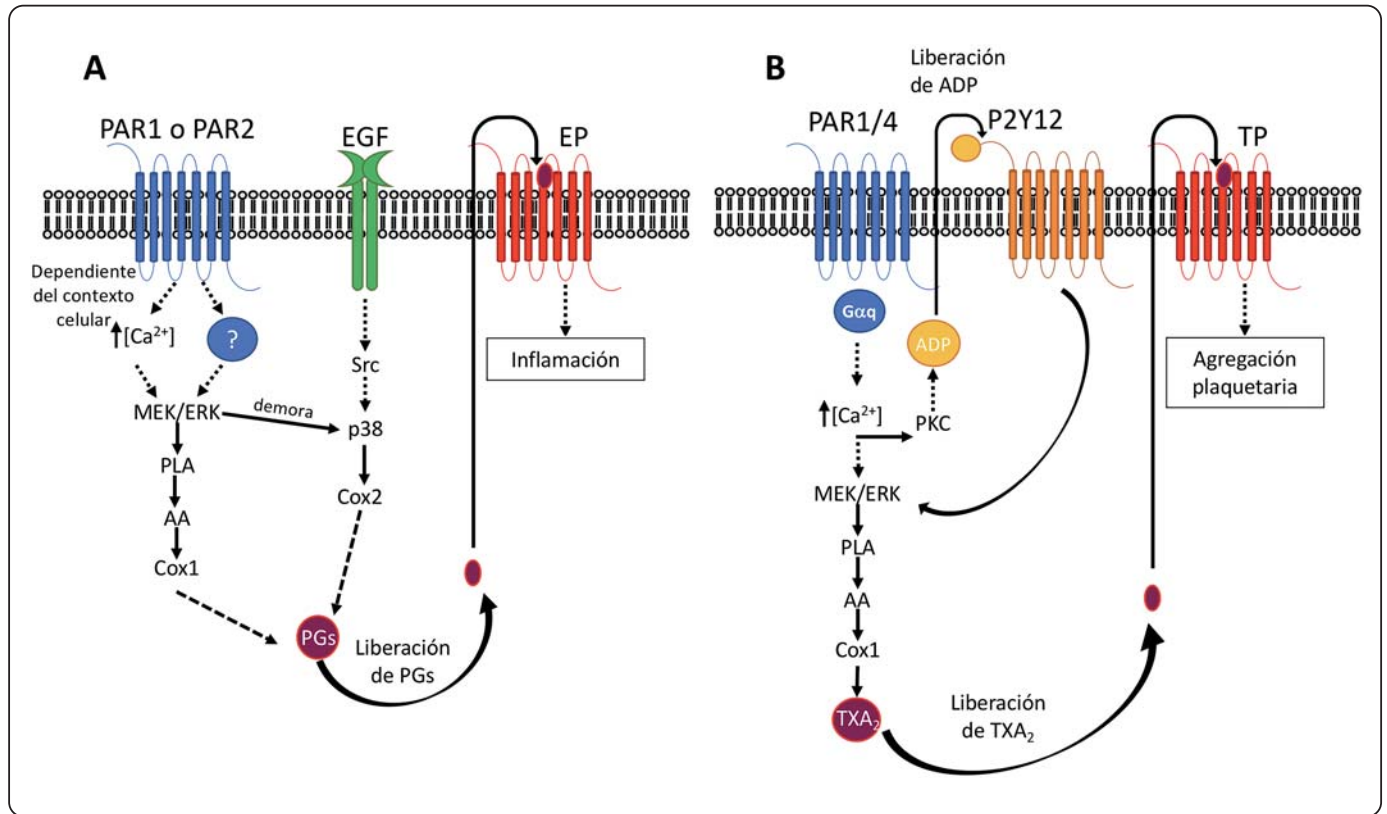 A
PAR1 o PAR2
EGF
EP
Dependiente
del contexto
celular
[Ca²⁺]
?
Src
Inflamación
MEK/ERK
demora
p38
PLA
Cox2
AA
Cox1
PGs
Liberación
de PGs
B
Liberación
de ADP
PAR1/4
P2Y12
TP
Gαq
ADP
Agregación
plaquetaria
[Ca²⁺]
PKC
MEK/ERK
PLA
AA
Cox1
TXA₂
Liberación
de TXA₂